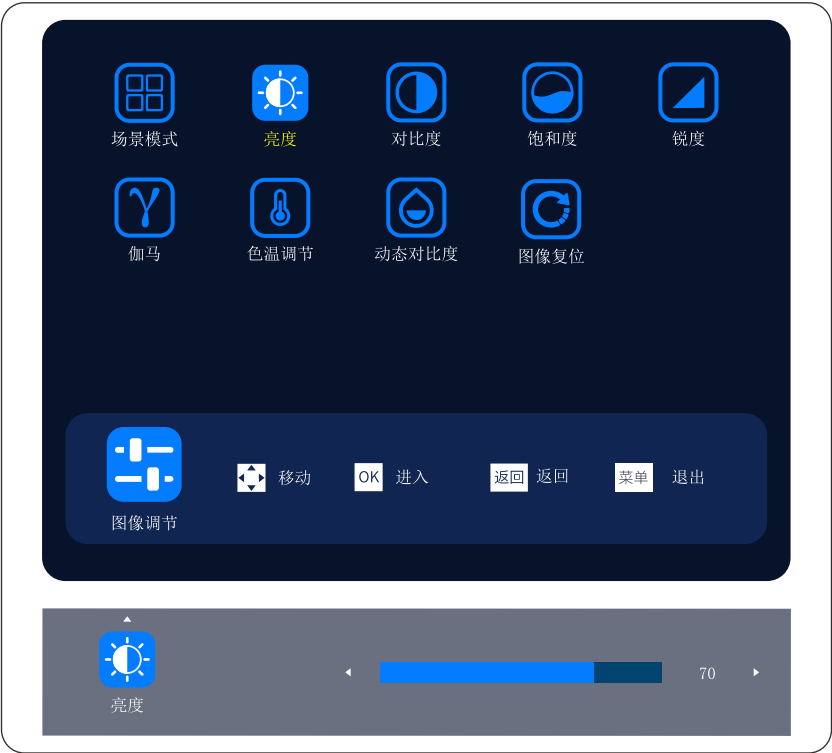 场景模式 亮度 对比度 饱和度 锐度
γ
伽马 色温调节 动态对比度 图像复位
移动 OK 进入 返回 返回 菜单 退出
图像调节
70
亮度